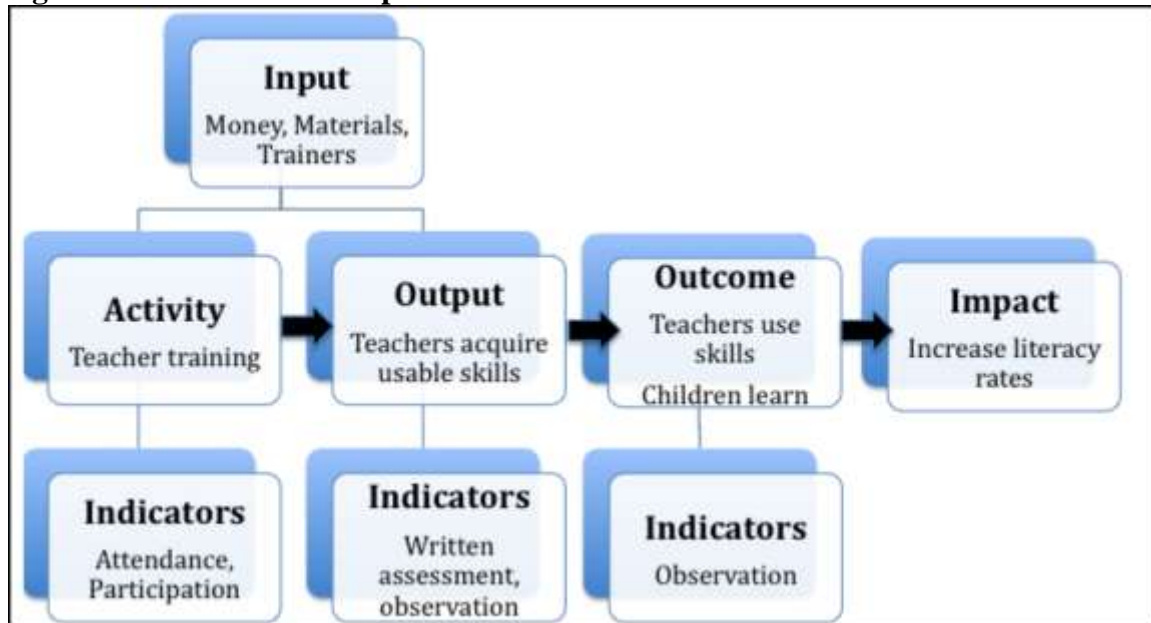 Input
Money, Materials,
Trainers
Activity
Teacher training
Output
Teachers acquire
usable skills
Outcome
Teachers use
skills
Children learn
Impact
Increase literacy
rates
Indicators
Attendance,
Participation
Indicators
Written
assessment,
observation
Indicators
Observation